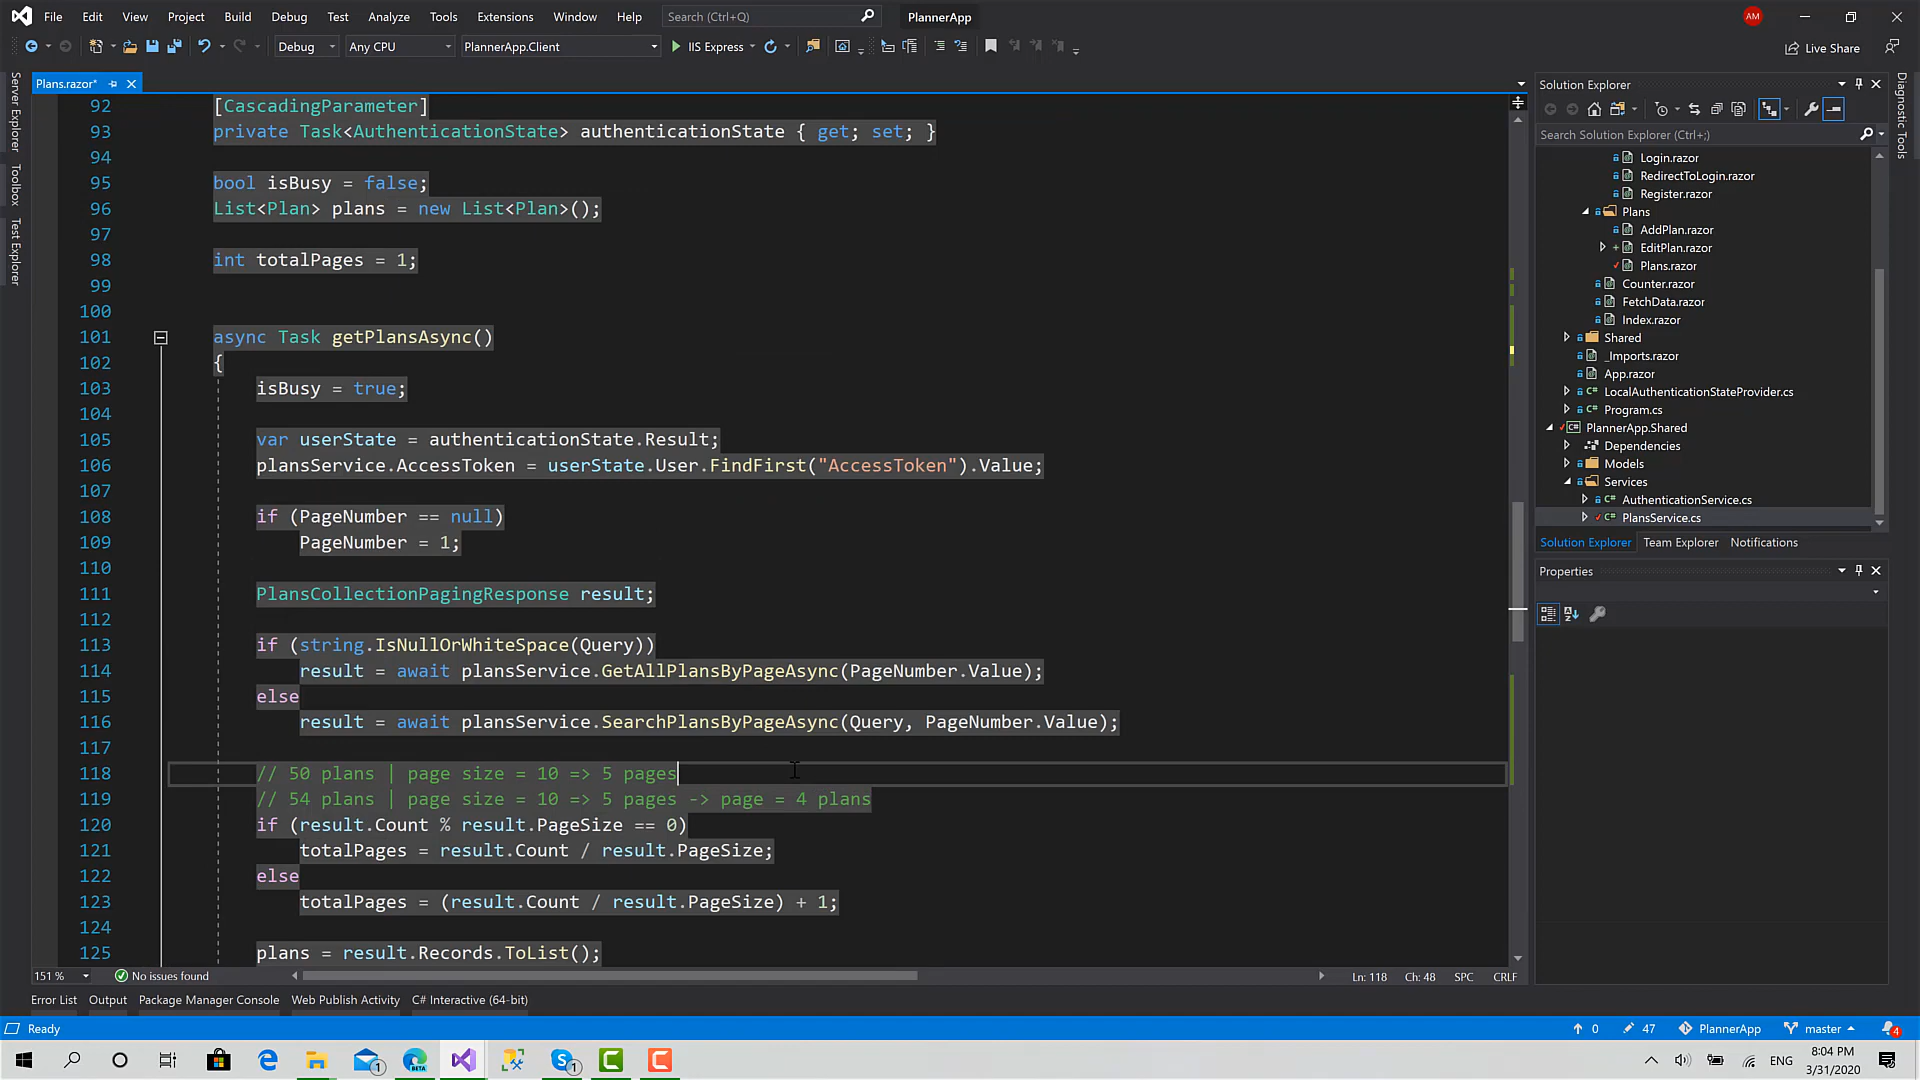 File Edit View Project Build Debug Test Analyze Tools Extensions Window Help Search (Ctrl+Q) PlannerApp AM
Debug Any CPU PlannerApp.Client IIS Express Live Share
Server Explorer
Toolbox
Test Explorer
Plans.razor*
92 [CascadingParameter]
93 private Task<AuthenticationState> authenticationState { get; set; }
94
95 bool isBusy = false;
96 List<Plan> plans = new List<Plan>();
97
98 int totalPages = 1;
99
100
101 async Task getPlansAsync()
102 {
103 isBusy = true;
104
105 var userState = authenticationState.Result;
106 plansService.AccessToken = userState.User.FindFirst("AccessToken").Value;
107
108 if (PageNumber == null)
109 PageNumber = 1;
110
111 PlansCollectionPagingResponse result;
112
113 if (string.IsNullOrWhiteSpace(Query))
114 result = await plansService.GetAllPlansByPageAsync(PageNumber.Value);
115 else
116 result = await plansService.SearchPlansByPageAsync(Query, PageNumber.Value);
117
118 // 50 plans | page size = 10 => 5 pages
119 // 54 plans | page size = 10 => 5 pages -> page = 4 plans
120 if (result.Count % result.PageSize == 0)
121 totalPages = result.Count / result.PageSize;
122 else
123 totalPages = (result.Count / result.PageSize) + 1;
124
125 plans = result.Records.ToList();
151 % No issues found Ln: 118 Ch: 48 SPC CRLF
Solution Explorer
Search Solution Explorer (Ctrl+;)
Login.razor
RedirectToLogin.razor
Register.razor
Plans
AddPlan.razor
EditPlan.razor
Plans.razor
Counter.razor
FetchData.razor
Index.razor
Shared
_Imports.razor
App.razor
LocalAuthenticationStateProvider.cs
Program.cs
PlannerApp.Shared
Dependencies
Models
Services
AuthenticationService.cs
PlansService.cs
Solution Explorer Team Explorer Notifications
Properties
Diagnostic Tools
Error List Output Package Manager Console Web Publish Activity C# Interactive (64-bit)
Ready 0 47 PlannerApp master 4
BETA 1 1 ENG 8:04 PM
3/31/2020